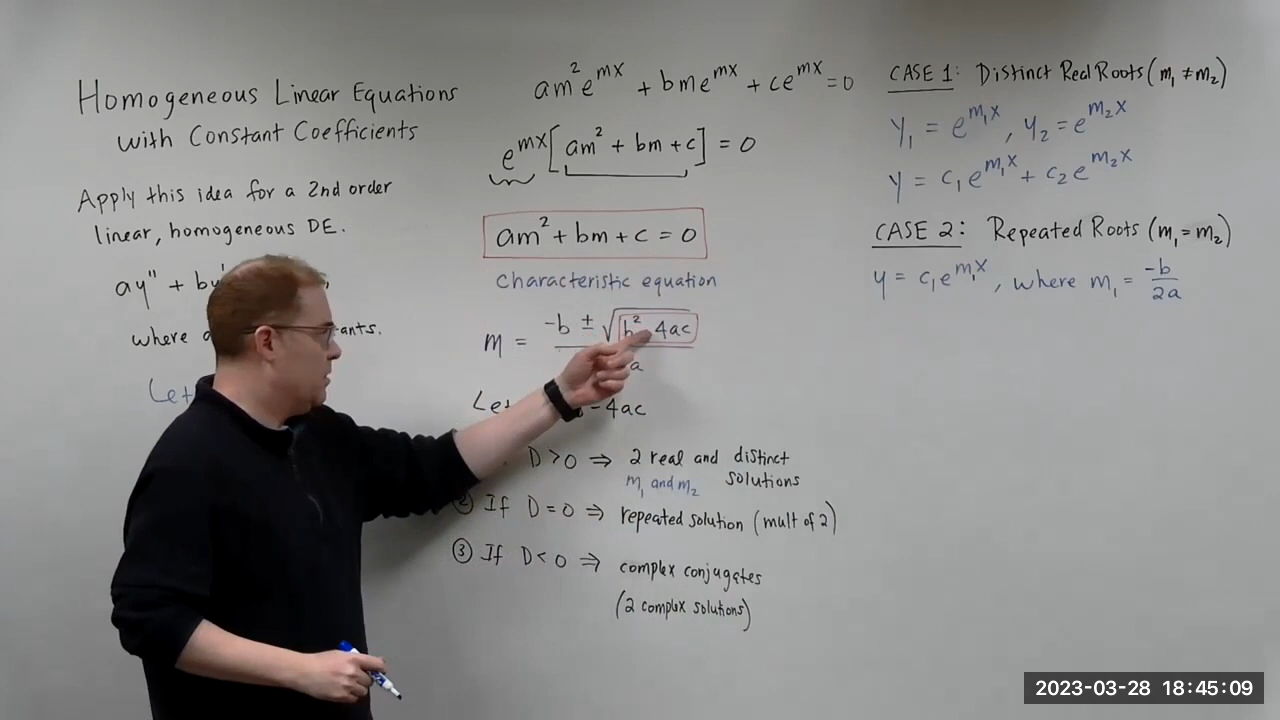 Homogeneous Linear Equations
with Constant Coefficients
Apply this idea for a 2nd order
linear, homogeneous DE.
ay" + by'
where
Let
am²e^{mx} + bme^{mx} + ce^{mx} = 0
e^{mx}[am² + bm + c] = 0
am² + bm + c = 0
Characteristic equation
m = -b ± √b² - 4ac
a
Let - 4ac
D > 0 ⇒ 2 real and distinct
m₁ and m₂ solutions
② If D = 0 ⇒ repeated solution (mult of 2)
③ If D < 0 ⇒ complex conjugates
(2 complex solutions)
CASE 1: Distinct Real Roots (m₁ ≠ m₂)
y₁ = e^{m₁x}, y₂ = e^{m₂x}
y = c₁e^{m₁x} + c₂e^{m₂x}
CASE 2: Repeated Roots (m₁ = m₂)
y = c₁e^{m₁x}, where m₁ = -b/2a
2023-03-28 18:45:09